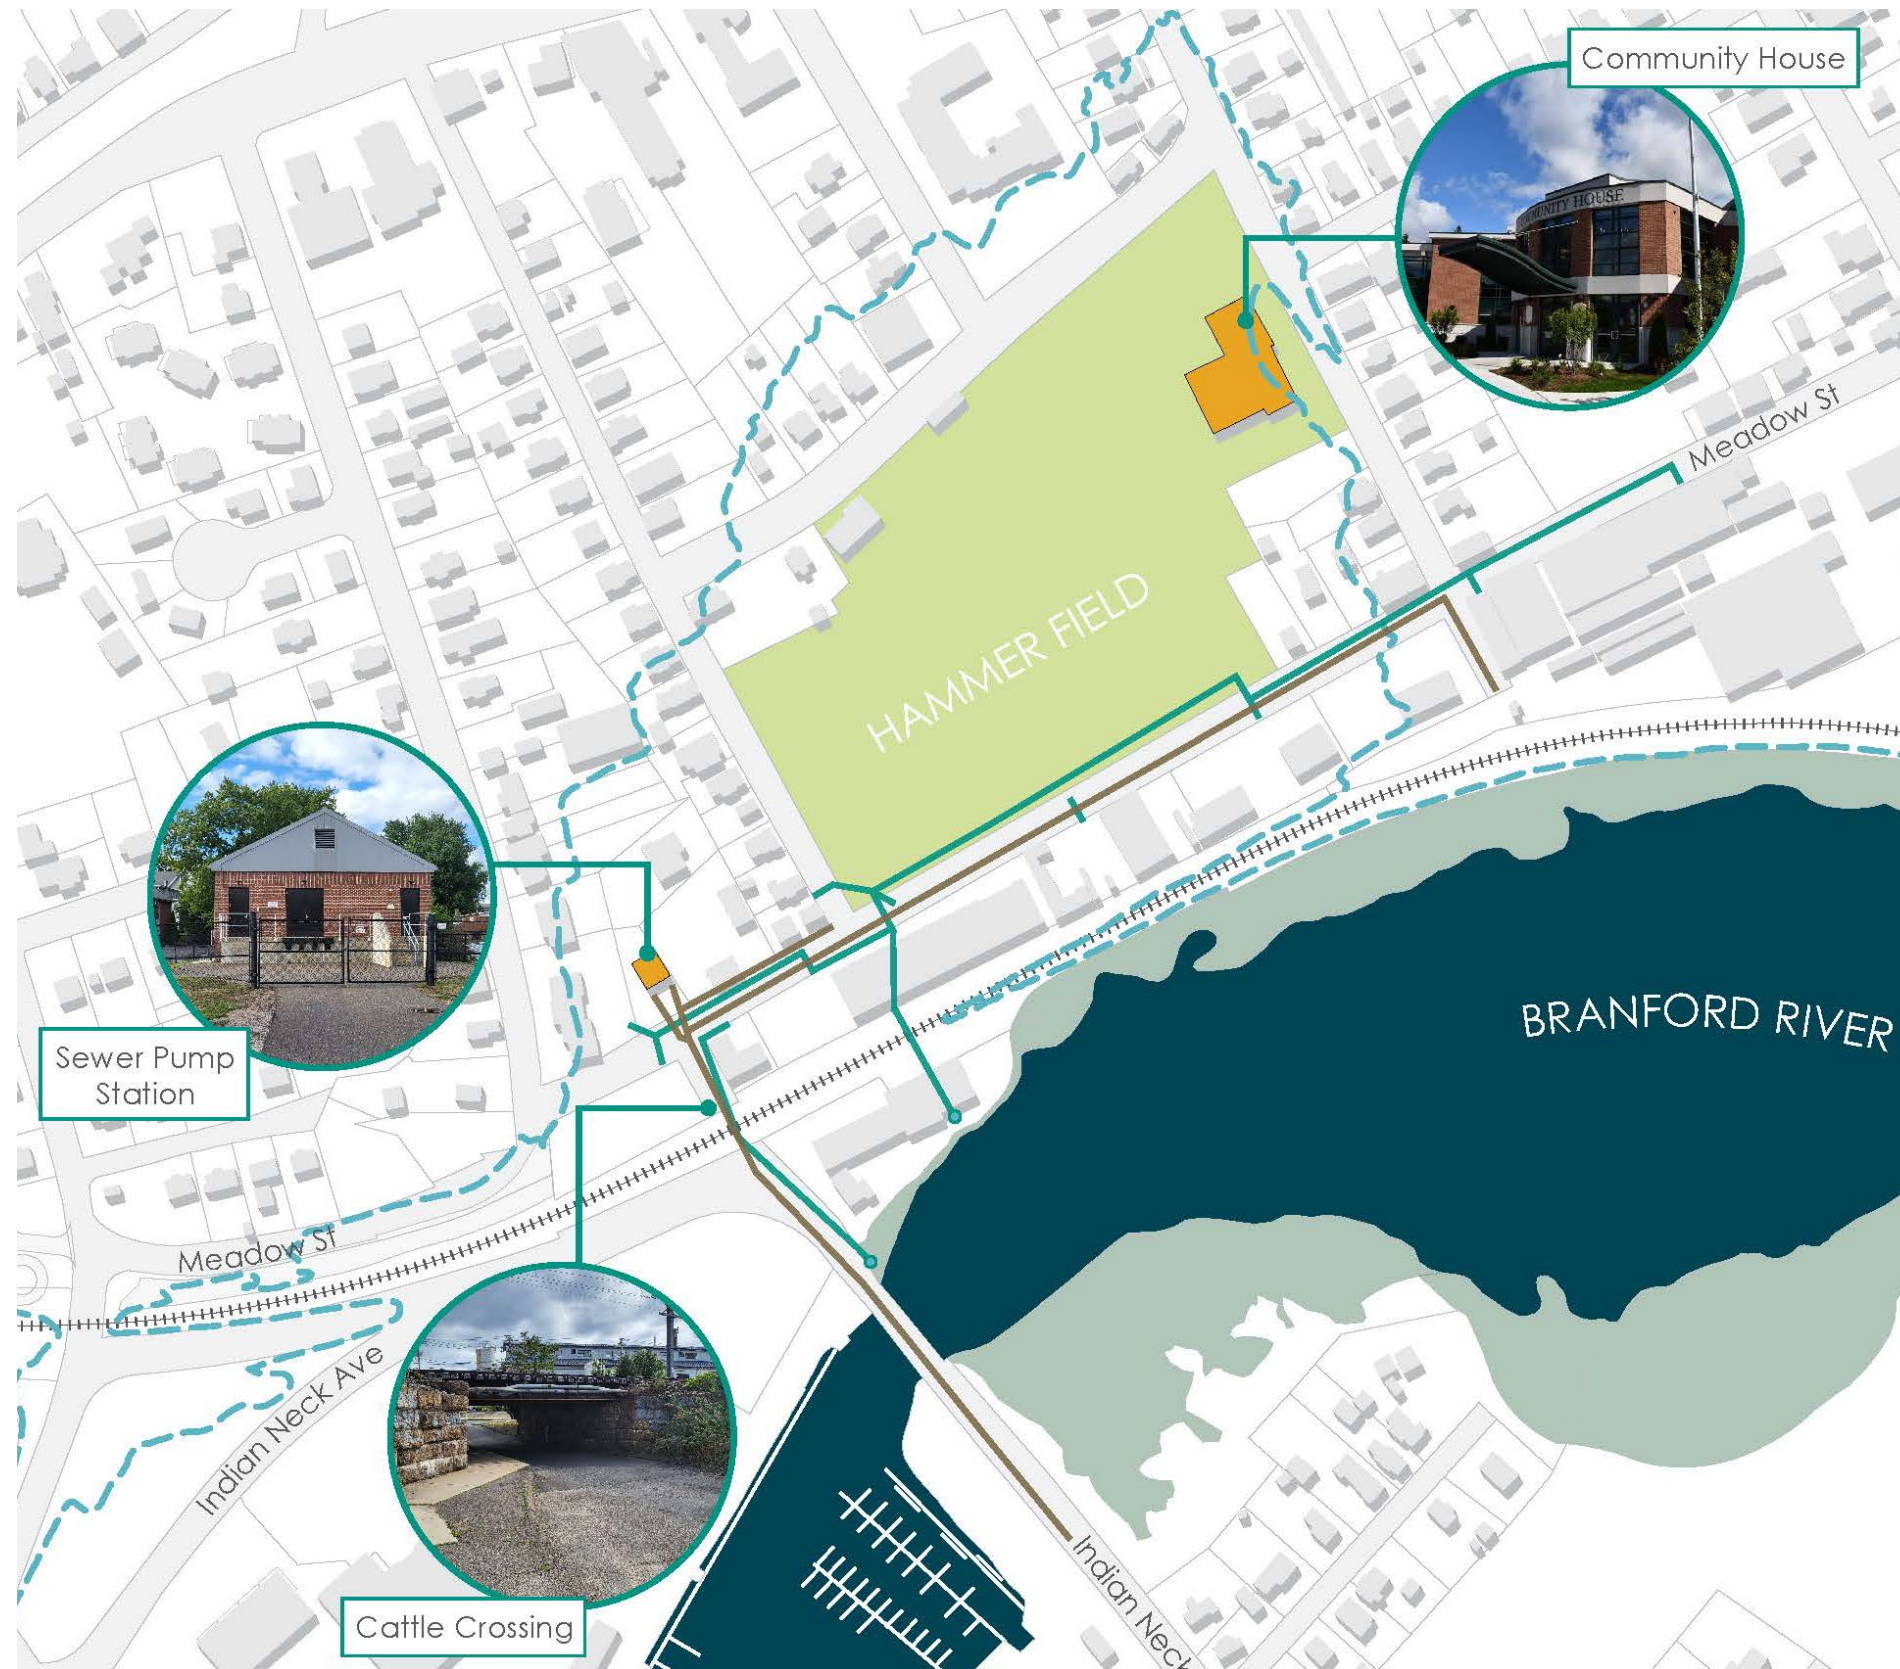 Community House
COMMUNITY HOUSE
Meadow St
HAMMER FIELD
BRANFORD RIVER
Sewer Pump
Station
Meadow St
Indian Neck Ave
Cattle Crossing
Indian Neck